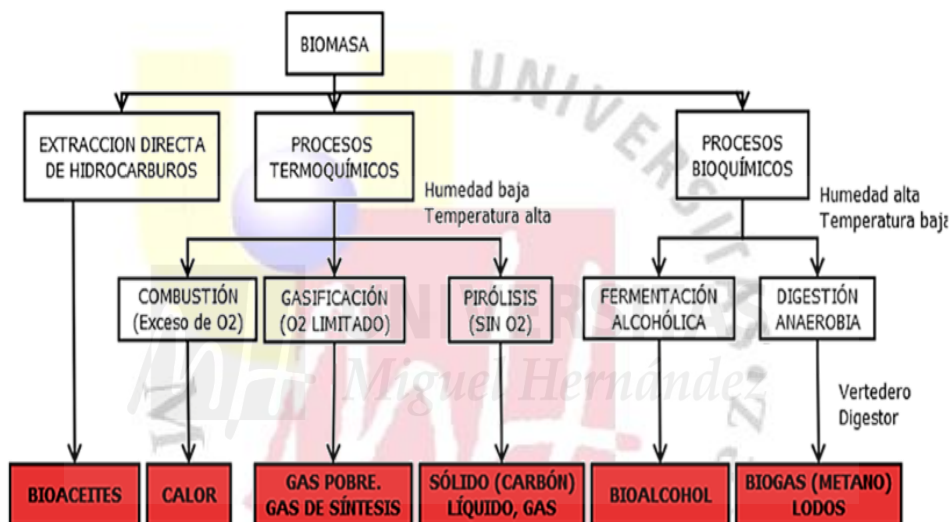 BIOMASA
EXTRACCION DIRECTA
DE HIDROCARBUROS
PROCESOS
TERMOQUÍMICOS
PROCESOS
BIOQUÍMICOS
Humedad baja
Temperatura alta
Humedad alta
Temperatura baja
COMBUSTIÓN
(Exceso de O2)
GASIFICACIÓN
(O2 LIMITADO)
PIRÓLISIS
(SIN O2)
FERMENTACIÓN
ALCOHÓLICA
DIGESTIÓN
ANAEROBIA
Vertedero
Digestor
BIOACEITES
CALOR
GAS POBRE.
GAS DE SÍNTESIS
SÓLIDO (CARBÓN)
LÍQUIDO, GAS
BIOALCOHOL
BIOGAS (METANO)
LODOS
Miguel Hernández